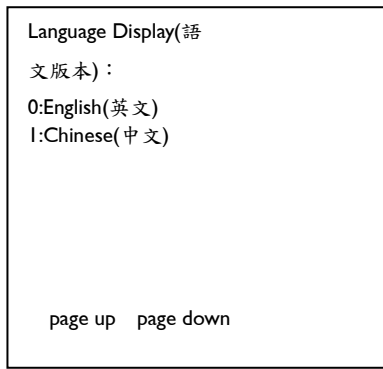 Language Display(語
文版本)：
0:English(英文)
1:Chinese(中文)
page up page down